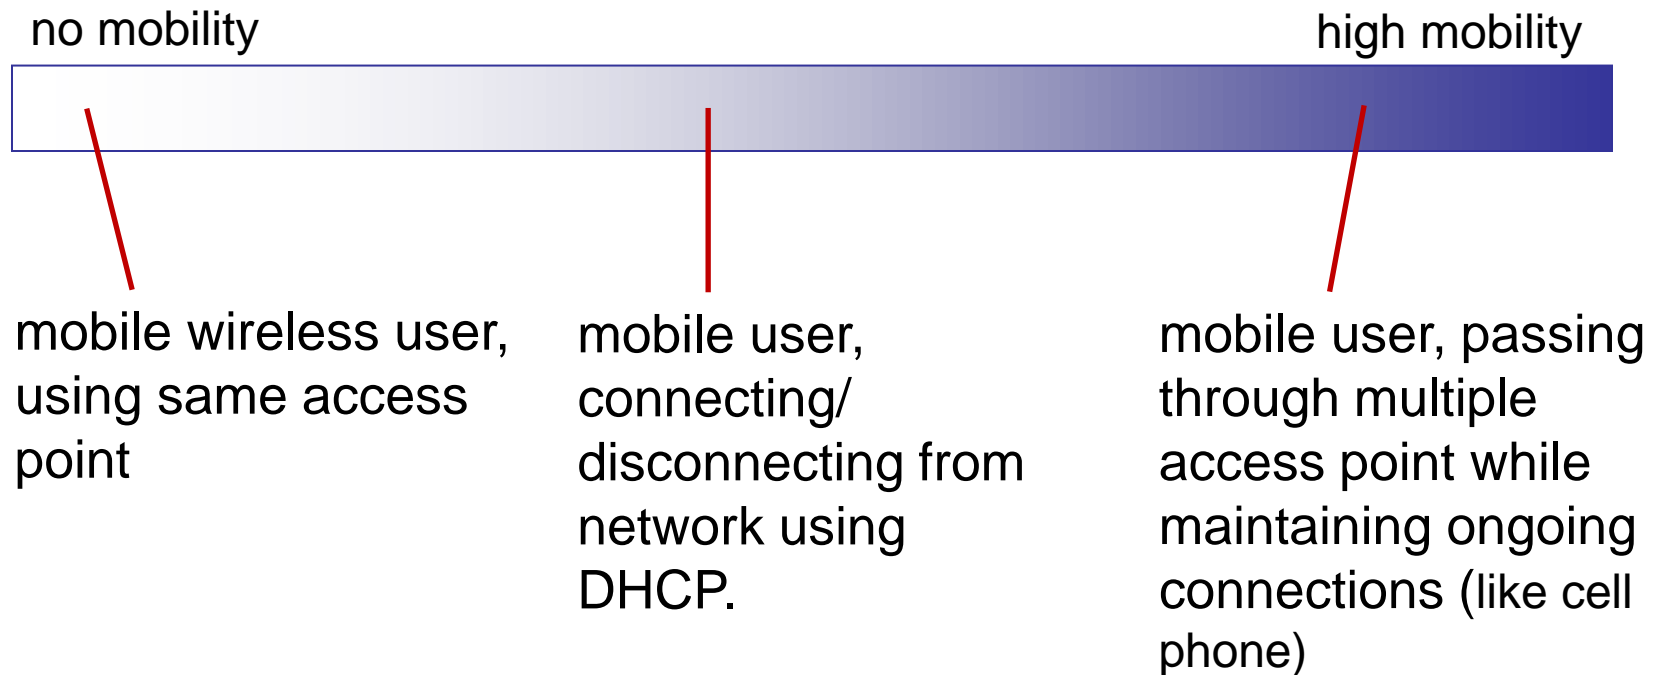 no mobility
high mobility
mobile wireless user,
using same access
point
mobile user,
connecting/
disconnecting from
network using
DHCP.
mobile user, passing
through multiple
access point while
maintaining ongoing
connections (like cell
phone)